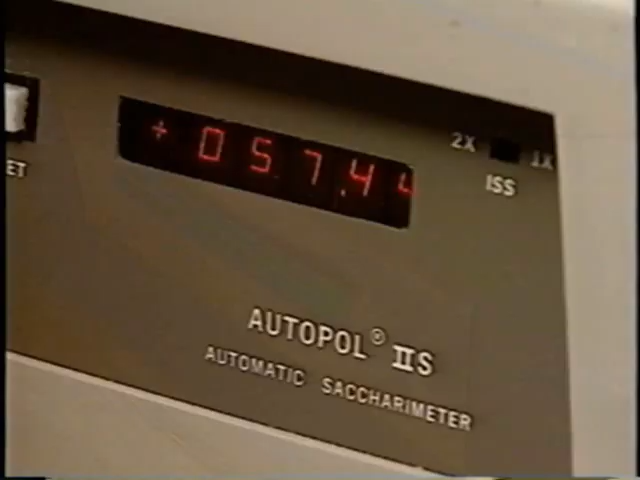 + 057.44
2X 1X
ISS
ET
AUTOPOL® IIS
AUTOMATIC SACCHARIMETER